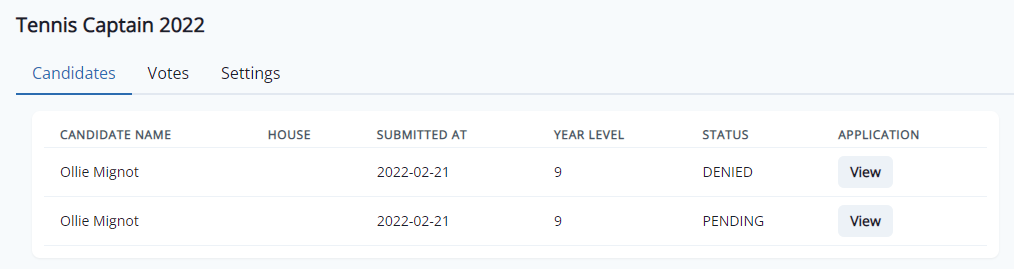 Tennis Captain 2022
Candidates Votes Settings
CANDIDATE NAME HOUSE SUBMITTED AT YEAR LEVEL STATUS APPLICATION
Ollie Mignot 2022-02-21 9 DENIED View
Ollie Mignot 2022-02-21 9 PENDING View